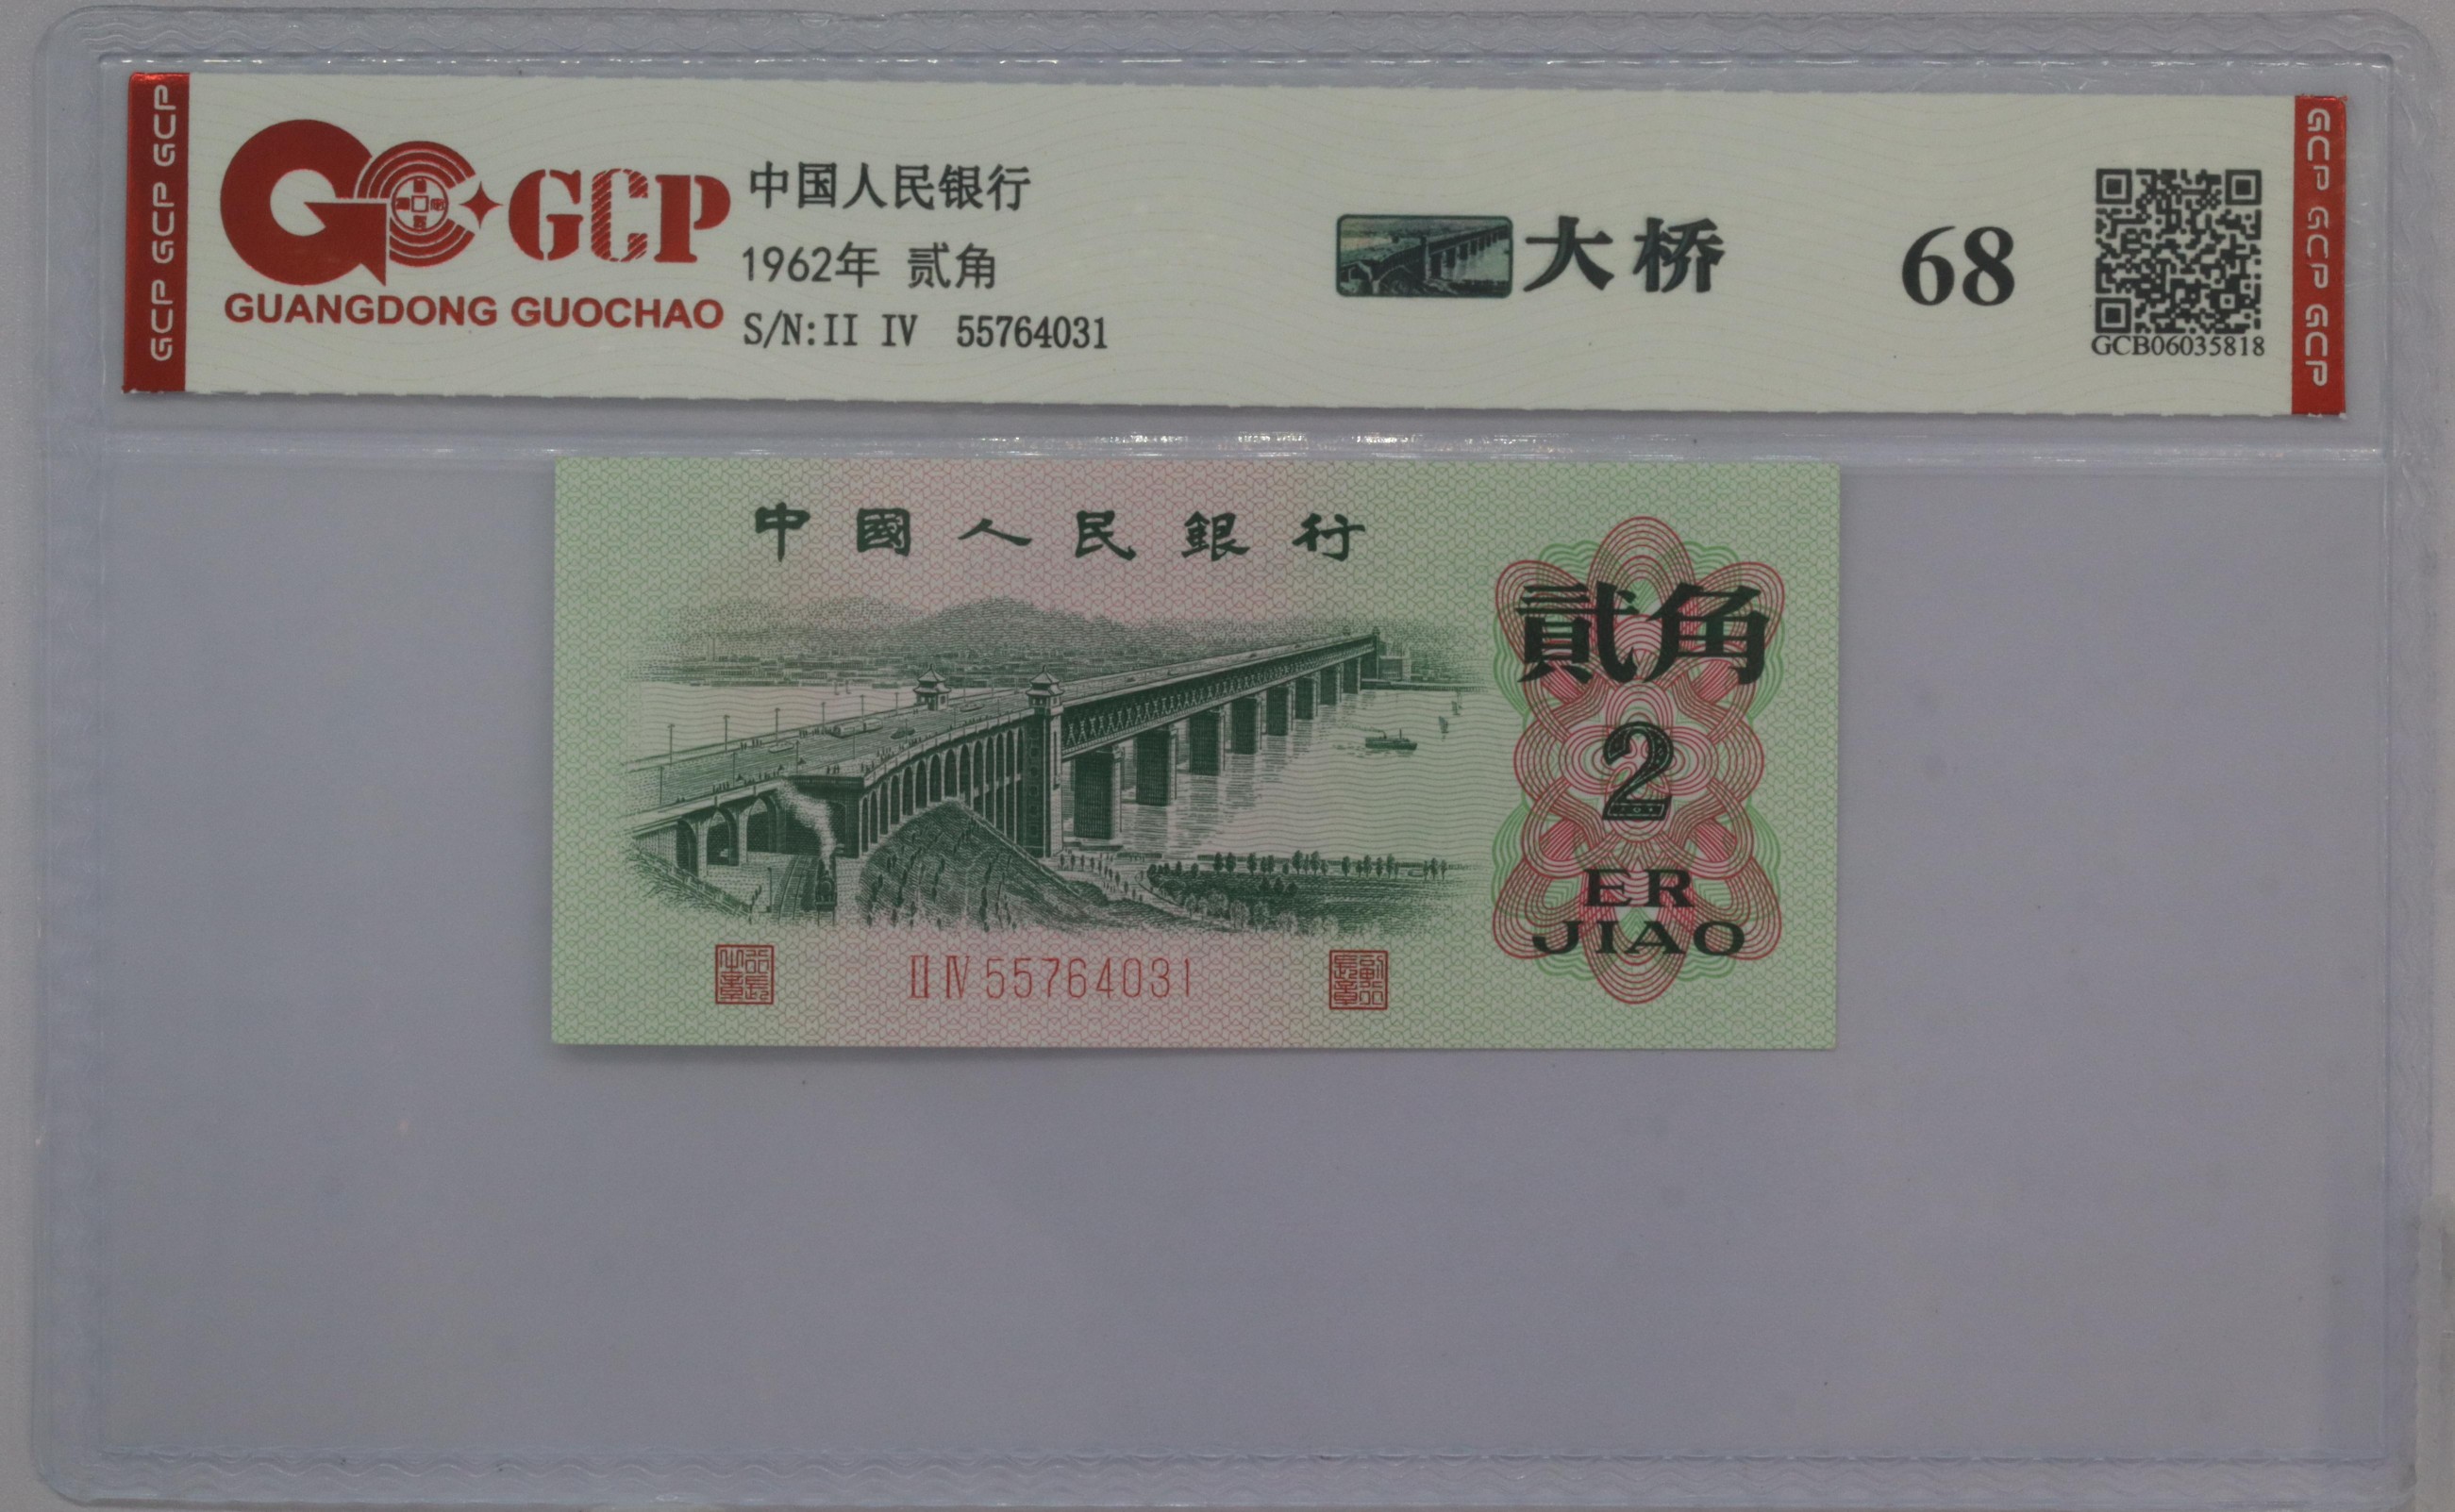 GCP GCP GCP
GCP
GUANGDONG GUOCHAO
中国人民银行
1962年 贰角
S/N:II IV 55764031
大桥
68
GCB06035818
GCP GCP GCP
中國人民銀行
貳角
2
ER
JIAO
II IV 55764031